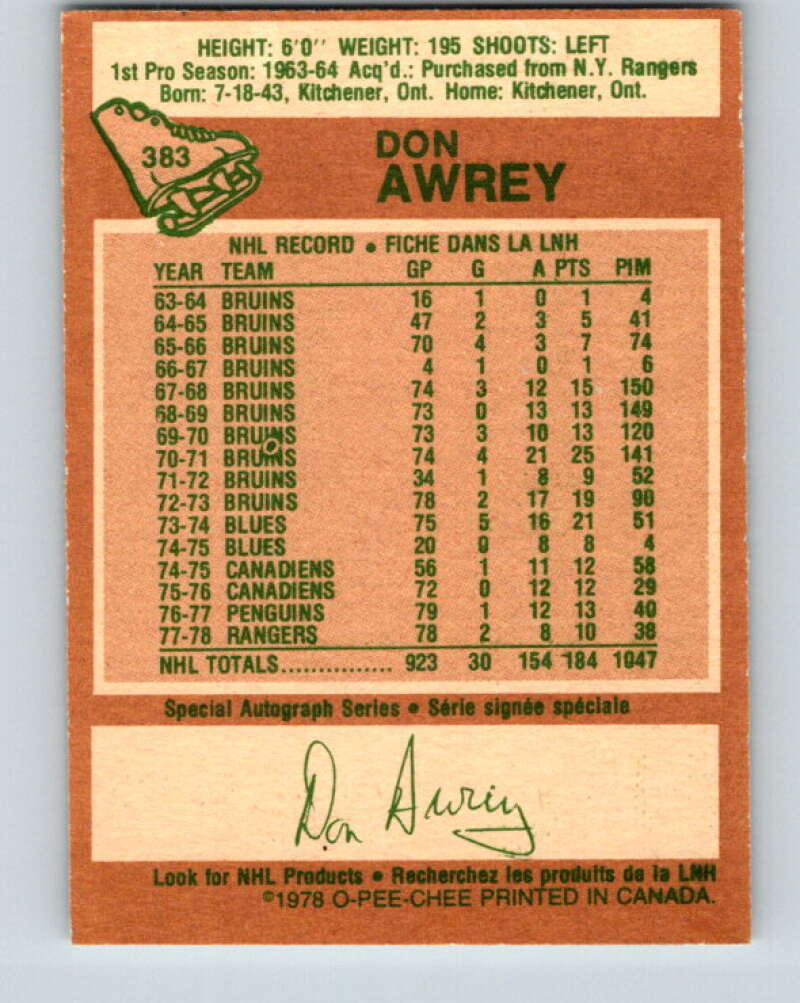 HEIGHT: 6'0'' WEIGHT: 195 SHOOTS: LEFT
1st Pro Season: 1963-64 Acq'd.: Purchased from N.Y. Rangers
Born: 7-18-43, Kitchener, Ont. Home: Kitchener, Ont.
383
DON
AWREY
NHL RECORD • FICHE DANS LA LNH
YEAR TEAM GP G A PTS PIM
63-64 BRUINS 16 1 0 1 4
64-65 BRUINS 47 2 3 5 41
65-66 BRUINS 70 4 3 7 74
66-67 BRUINS 4 1 0 1 6
67-68 BRUINS 74 3 12 15 150
68-69 BRUINS 73 0 13 13 149
69-70 BRUINS 73 3 10 13 120
70-71 BRUINS 74 4 21 25 141
71-72 BRUINS 34 1 8 9 52
72-73 BRUINS 78 2 17 19 90
73-74 BLUES 75 5 16 21 51
74-75 BLUES 20 0 8 8 4
74-75 CANADIENS 56 1 11 12 58
75-76 CANADIENS 72 0 12 12 29
76-77 PENGUINS 79 1 12 13 40
77-78 RANGERS 78 2 8 10 38
NHL TOTALS............... 923 30 154 184 1047
Special Autograph Series • Série signée spéciale
Don Awrey
Look for NHL Products • Recherchez les produits de la LNH
©1978 O-PEE-CHEE PRINTED IN CANADA.